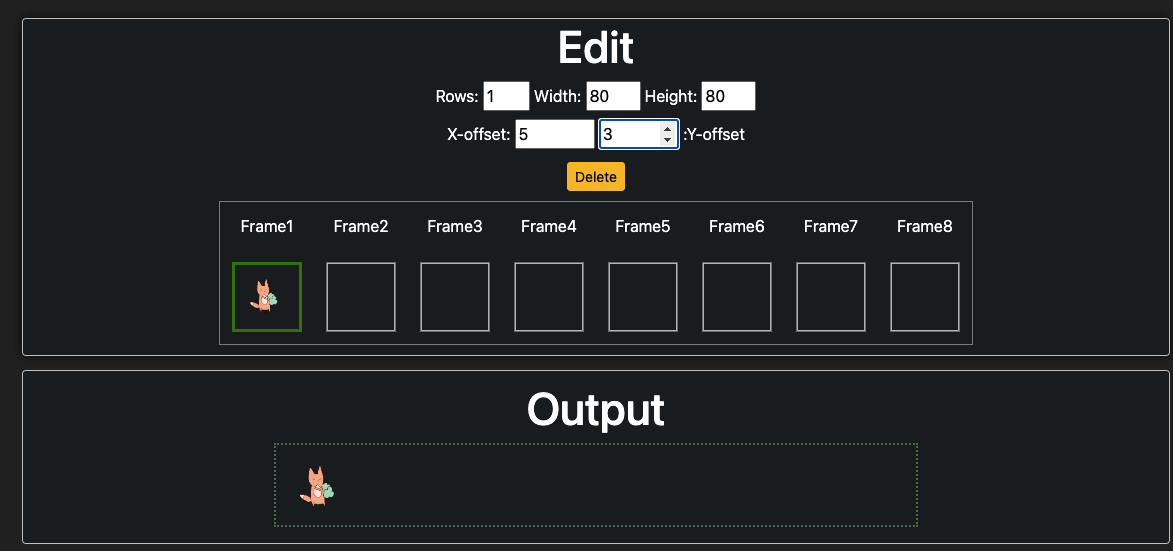 Edit
Rows: 1 Width: 80 Height: 80
X-offset: 5 3 :Y-offset
Delete
Frame1 Frame2 Frame3 Frame4 Frame5 Frame6 Frame7 Frame8
Output